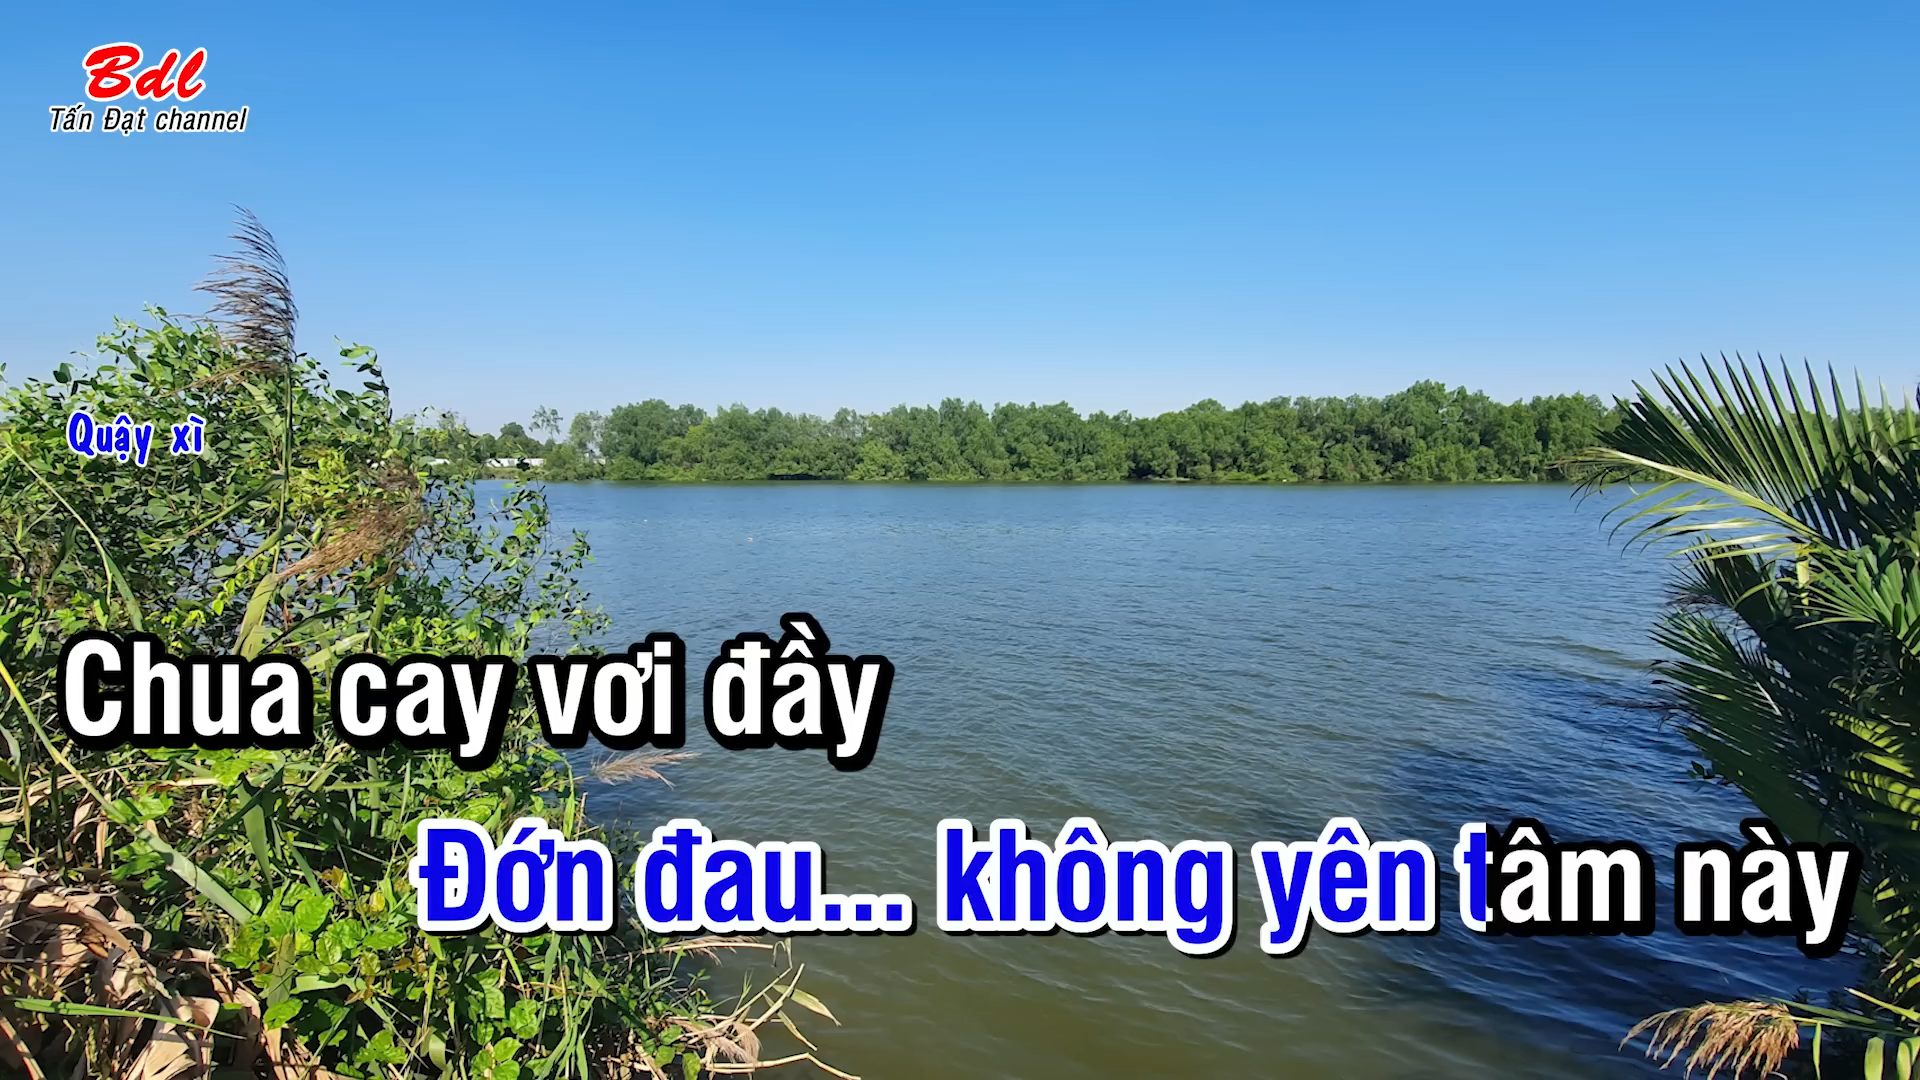 Bdl
Tấn Đạt channel
Quậy xì
Chua cay vơi đầy
Đớn đau... không yên tâm này